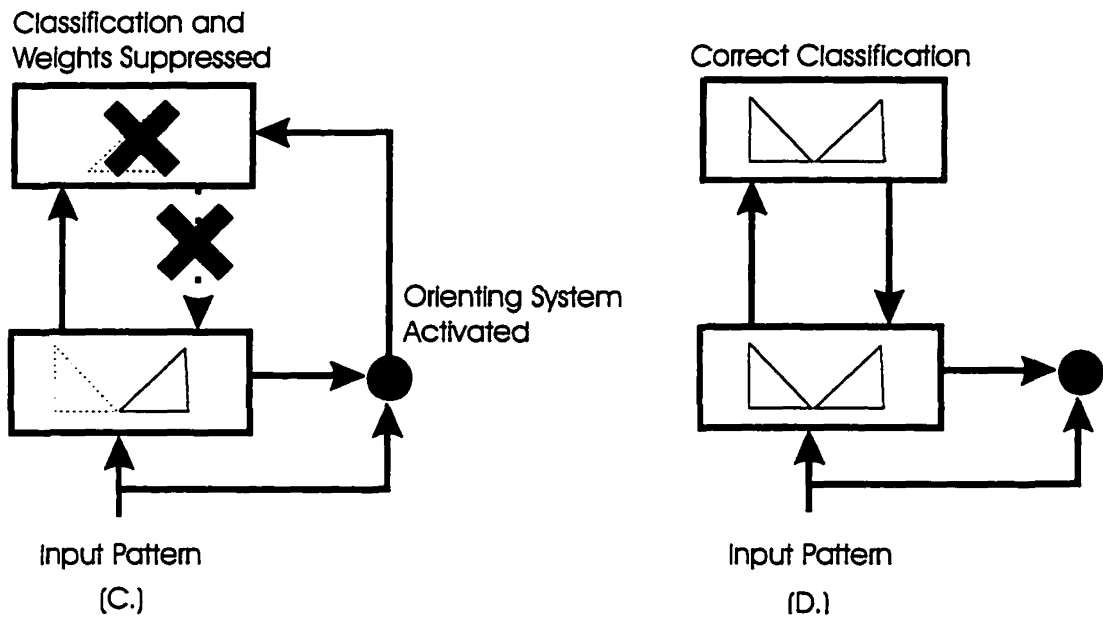 Classification and
Weights Suppressed
Correct Classification
Orienting System
Activated
Input Pattern
Input Pattern
(C.)
(D.)